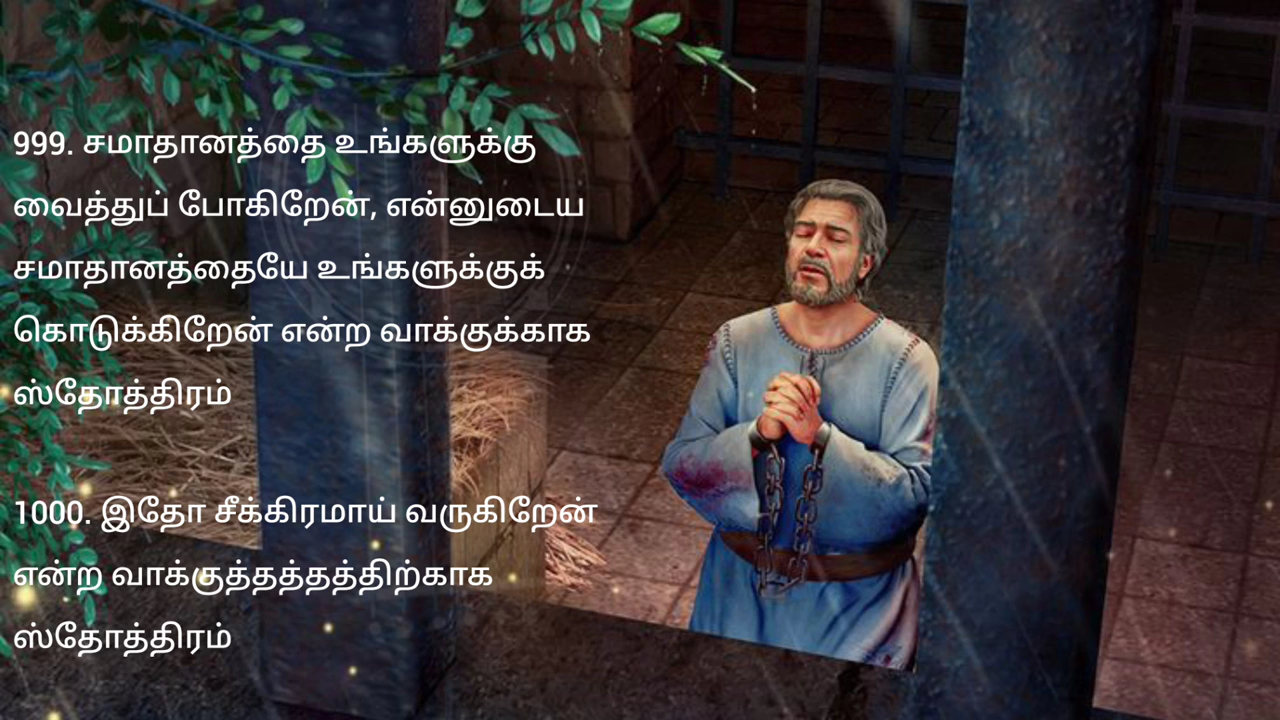 999. சமாதானத்தை உங்களுக்கு
வைத்துப் போகிறேன், என்னுடைய
சமாதானத்தையே உங்களுக்குக்
கொடுக்கிறேன் என்ற வாக்குக்காக
ஸ்தோத்திரம்
1000. இதோ சீக்கிரமாய் வருகிறேன்
என்ற வாக்குத்தத்தத்திற்காக
ஸ்தோத்திரம்